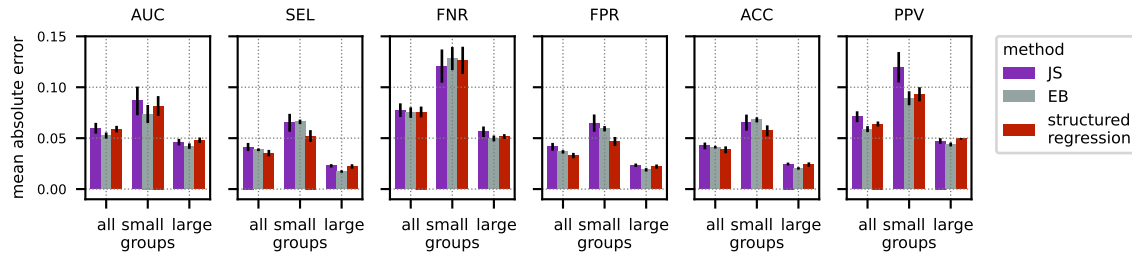 AUC SEL FNR FPR ACC PPV
mean absolute error
0.15
0.10
0.05
0.00
all small large all small large all small large all small large all small large all small large
groups groups groups groups groups groups
method
JS
EB
structured
regression